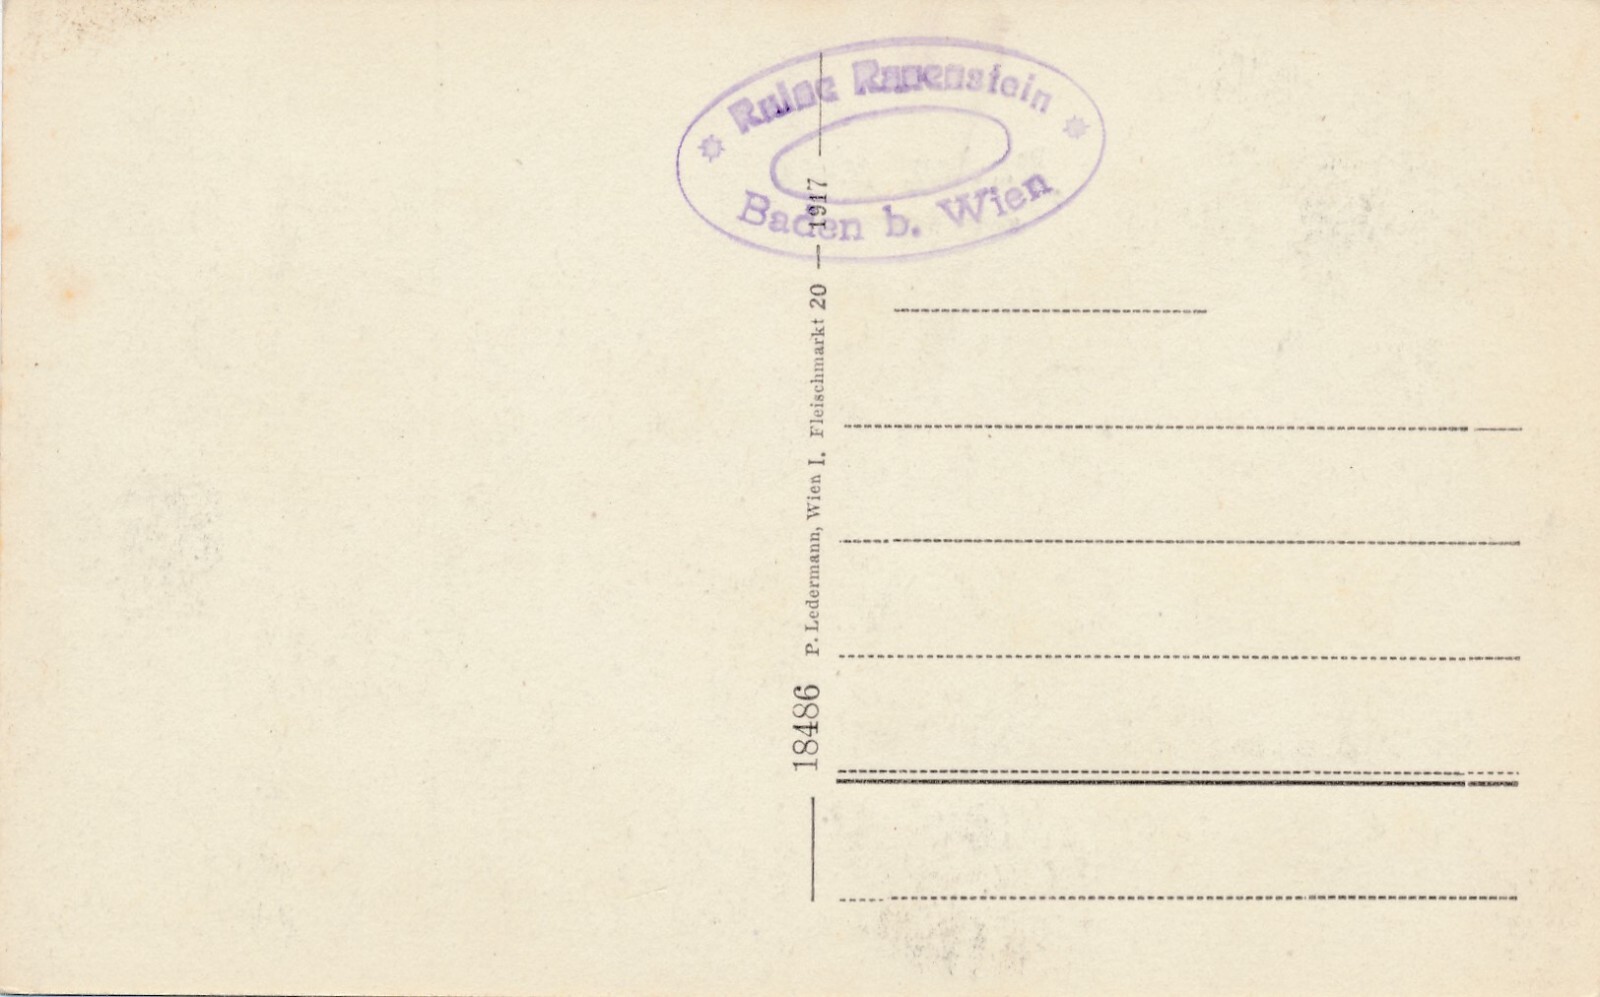 Ruine Rauenstein
Baden b. Wien
18486 P. Ledermann, Wien I. Fleischmarkt 20 — 1917